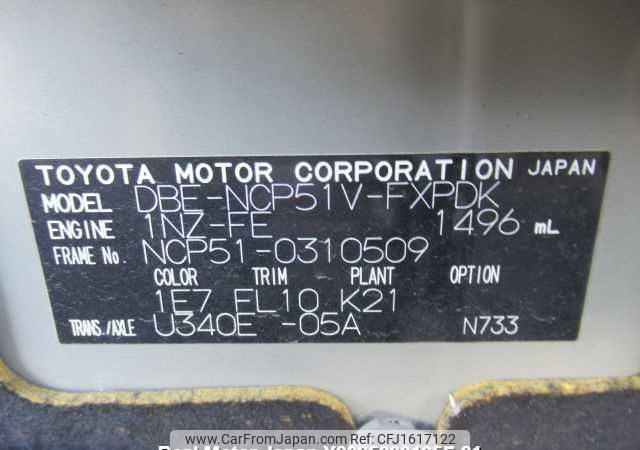 TOYOTA MOTOR CORPORATION JAPAN
MODEL DBE-NCP51V-FXPDK
ENGINE 1NZ-FE 1496 mL
FRAME No. NCP51-0310509
COLOR TRIM PLANT OPTION
1E7 FL10 K21
TRANS./AXLE U340E -05A N733
www.CarFromJapan.com ID: CFJ1617122